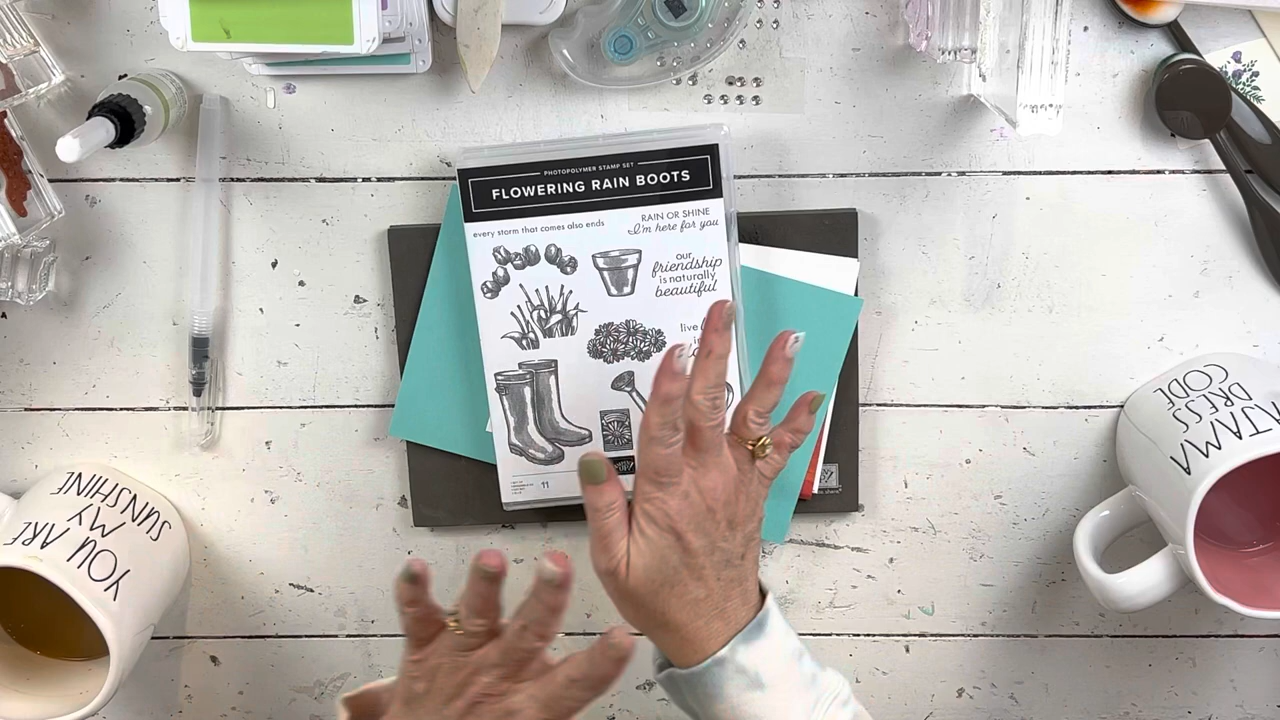 PHOTOPOLYMER STAMP SET
FLOWERING RAIN BOOTS
every storm that comes also ends
RAIN OR SHINE
I'm here for you
our
friendship
is naturally
beautiful
live
11
YOU ARE
MY
SUNSHINE
DRESS
CODE